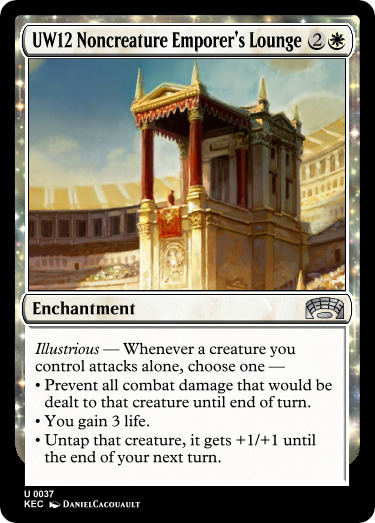 UW12 Noncreature Emporer's Lounge 2
Enchantment
Illustrious — Whenever a creature you
control attacks alone, choose one —
• Prevent all combat damage that would be
dealt to that creature until end of turn.
• You gain 3 life.
• Untap that creature, it gets +1/+1 until
the end of your next turn.
U 0037
KEC DanielCacouault